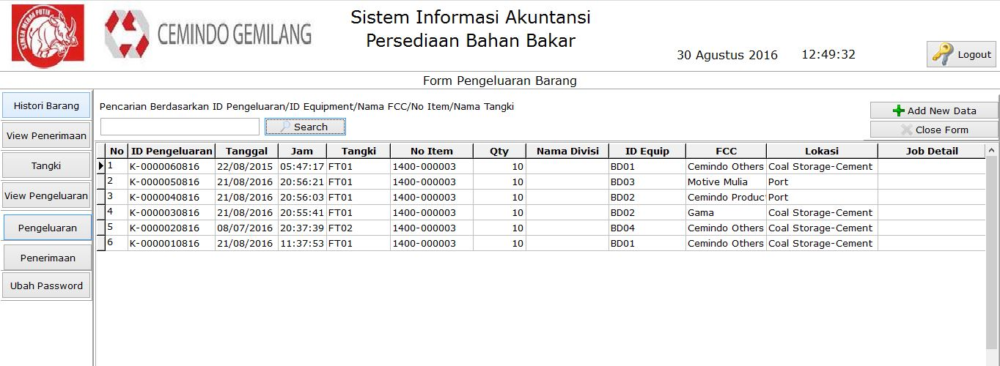 SEMEN MERAH PUTIH
CEMINDO GEMILANG
Sistem Informasi Akuntansi
Persediaan Bahan Bakar
30 Agustus 2016 12:49:32
Logout
Form Pengeluaran Barang
Histori Barang
View Penerimaan
Tangki
View Pengeluaran
Pengeluaran
Penerimaan
Ubah Password
Pencarian Berdasarkan ID Pengeluaran/ID Equipment/Nama FCC/No Item/Nama Tangki
Search
Add New Data
Close Form
No ID Pengeluaran Tanggal Jam Tangki No Item Qty Nama Divisi ID Equip FCC Lokasi Job Detail
1 K-0000060816 22/08/2015 05:47:17 FT01 1400-000003 10 BD01 Cemindo Others Coal Storage-Cement
2 K-0000050816 21/08/2016 20:56:21 FT01 1400-000003 10 BD03 Motive Mulia Port
3 K-0000040816 21/08/2016 20:56:03 FT01 1400-000003 10 BD02 Cemindo Produc Port
4 K-0000030816 21/08/2016 20:55:41 FT01 1400-000003 10 BD02 Gama Coal Storage-Cement
5 K-0000020816 08/07/2016 20:37:39 FT02 1400-000003 10 BD04 Cemindo Others Coal Storage-Cement
6 K-0000010816 21/08/2016 11:37:53 FT01 1400-000003 10 BD01 Cemindo Others Coal Storage-Cement